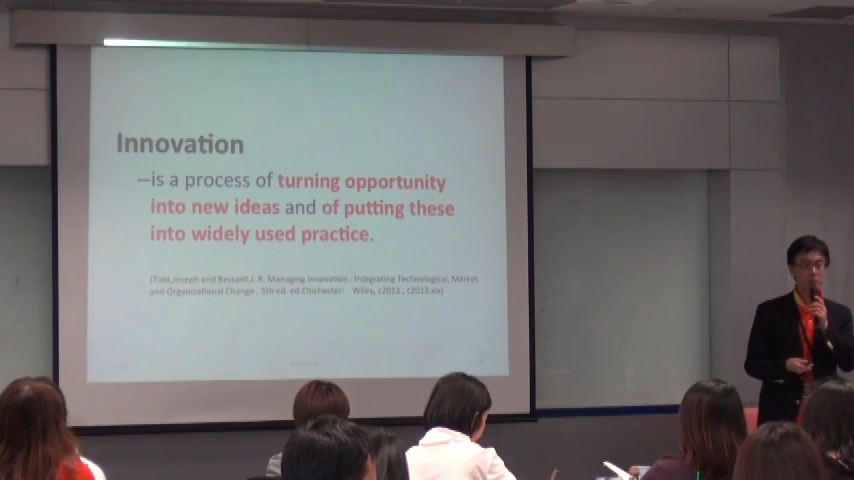 Innovation
–is a process of turning opportunity
into new ideas and of putting these
into widely used practice.
(Tidd,Joseph and Bessant,J. R. Managing Innovation : Integrating Technological, Market
and Organizational Change . 5th ed. ed.Chichester: Wiley, c2013., c2013.xix)